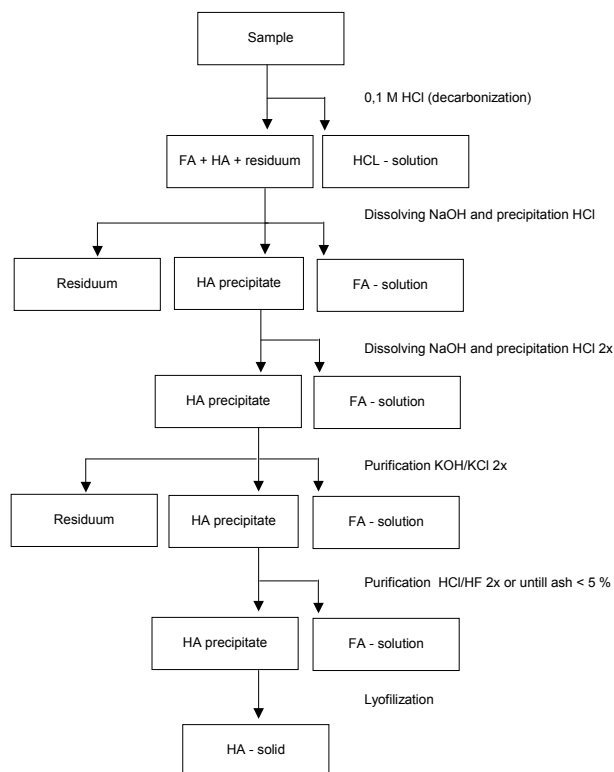 Sample
0,1 M HCl (decarbonization)
FA + HA + residuum
HCL - solution
Dissolving NaOH and precipitation HCl
Residuum
HA precipitate
FA - solution
Dissolving NaOH and precipitation HCl 2x
HA precipitate
FA - solution
Purification KOH/KCl 2x
Residuum
HA precipitate
FA - solution
Purification HCl/HF 2x or untill ash < 5 %
HA precipitate
FA - solution
Lyofilization
HA - solid